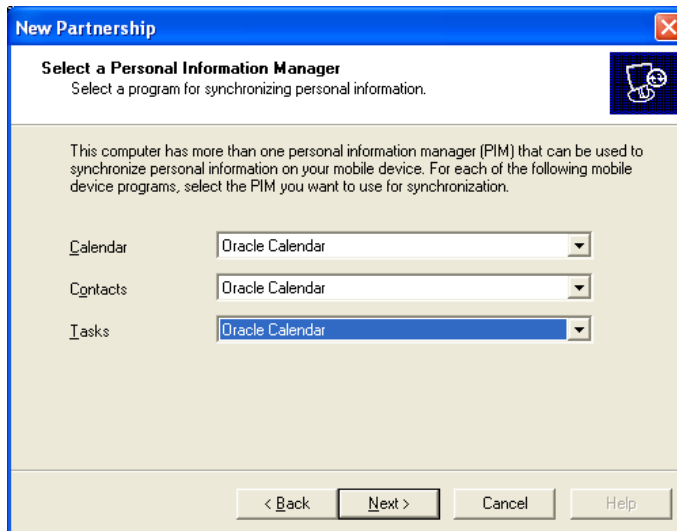 New Partnership
Select a Personal Information Manager
Select a program for synchronizing personal information.
This computer has more than one personal information manager (PIM) that can be used to
synchronize personal information on your mobile device. For each of the following mobile
device programs, select the PIM you want to use for synchronization.
Calendar Oracle Calendar
Contacts Oracle Calendar
Tasks Oracle Calendar
< Back Next > Cancel Help